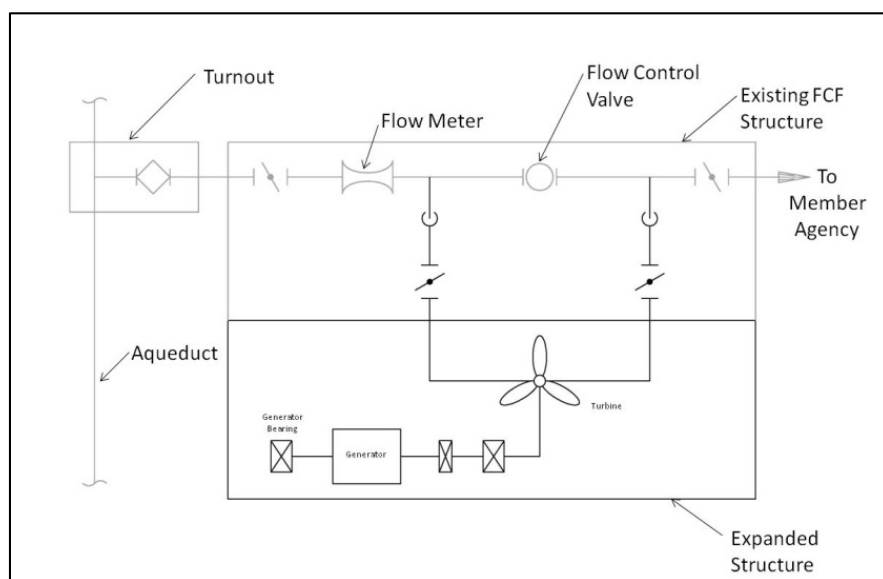 Turnout
Flow Meter
Flow Control
Valve
Existing FCF
Structure
To
Member
Agency
Aqueduct
Generator
Bearing
Generator
Turbine
Expanded
Structure